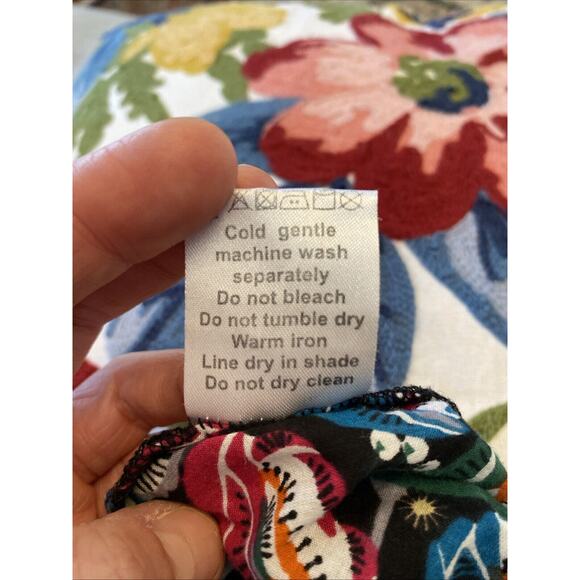 Cold gentle
machine wash
separately
Do not bleach
Do not tumble dry
Warm iron
Line dry in shade
Do not dry clean